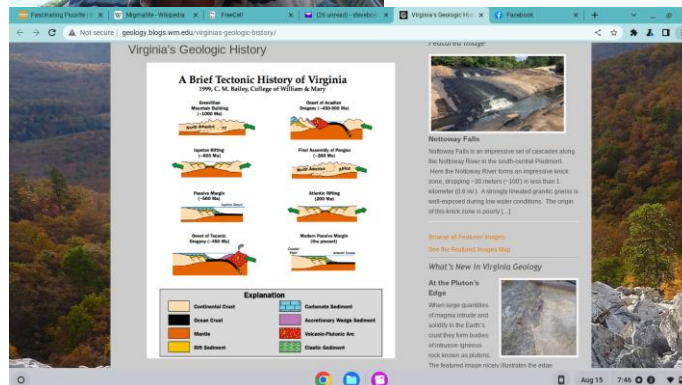 Fascinating Fluorite
Migmatite - Wikipedia
FreeCell
(26 unread) - stevebor
Virginia's Geologic His
Facebook
Not secure | geology.blogs.wm.edu/virginias-geologic-history/
Virginia's Geologic History
A Brief Tectonic History of Virginia
1999, C. M. Bailey, College of William & Mary
Grenvillian
Mountain Building
(~1000 Ma)
North America
Onset of Acadian
Iapetan Rifting
(~600 Ma)
Final Assembly of Pangea
North America
Africa
Passive Margin
(~500 Ma)
Atlantic Rifting
(200 Ma)
Onset of Taconic
Orogeny (~450 Ma)
Modern Passive Margin
(the present)
Coastal
Plain
Explanation
Continental Crust
Ocean Crust
Mantle
Rift Sediment
Carbonate Sediment
Accretionary Wedge Sediment
Volcanic-Plutonic Arc
Clastic Sediment
Featured Image
Nottoway Falls
Nottoway Falls is an impressive set of cascades along
the Nottoway River in the south-central Piedmont.
Here the Nottoway River forms an impressive knick
zone, dropping ~30 meters (~100') in less than 1
kilometer (0.6 mi.). A strongly lineated granitic gneiss is
well-exposed during low water conditions. The origin
of this knick zone is poorly [...]
Browse all Featured Images
See the Featured Images Map
What's New in Virginia Geology
At the Pluton's
Edge
When large quantities
of magma intrude and
solidify in the Earth's
crust they form bodies
of intrusive igneous
rock known as plutons.
The featured image nicely illustrates the edge
Aug 15
7:46